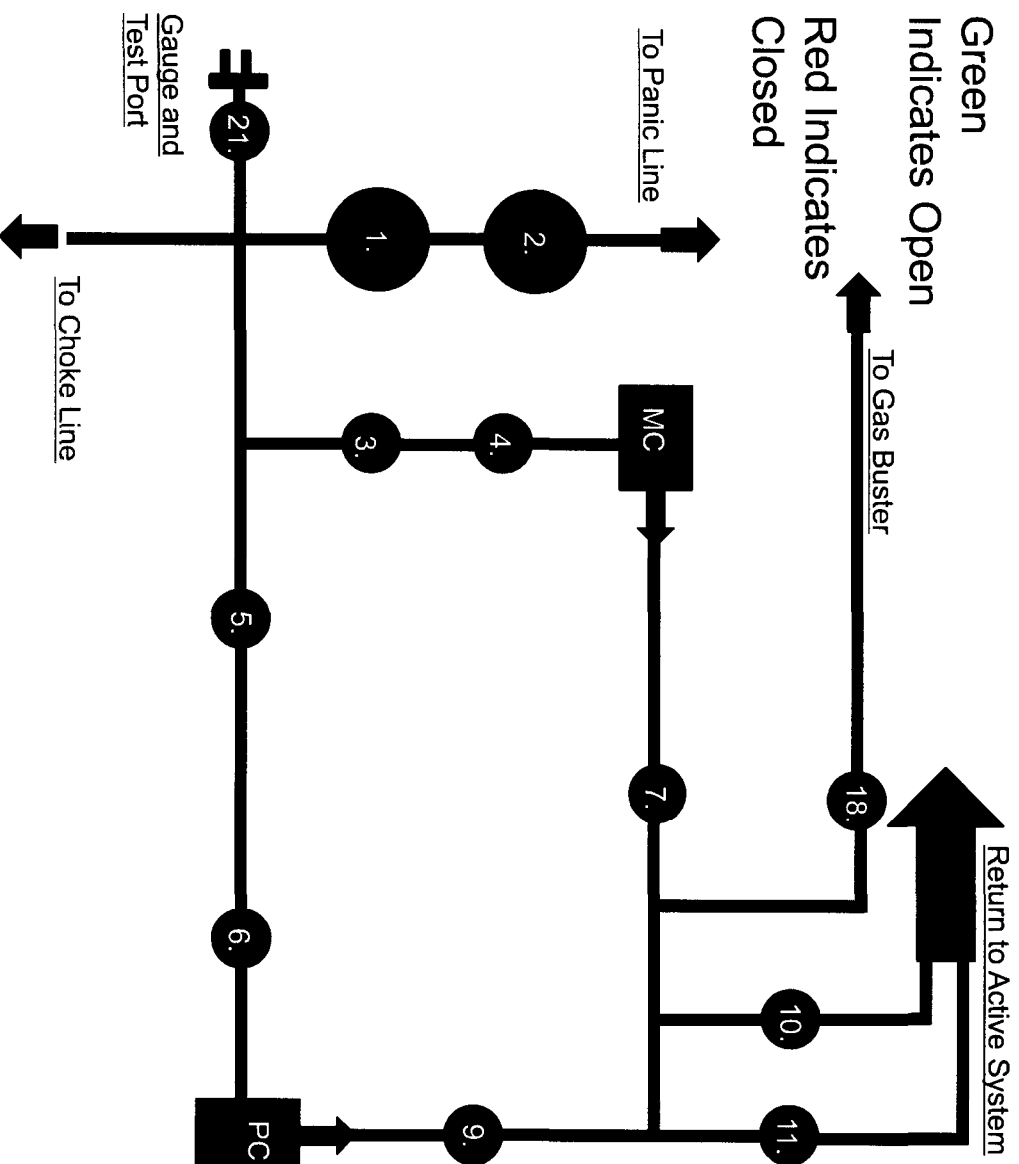 Green
Indicates Open
Red Indicates
Closed
To Panic Line
Gauge and
Test Port
To Choke Line
To Gas Buster
Return to Active System
21.
1.
2.
3.
4.
MC
5.
6.
PC
7.
18.
10.
9.
11.